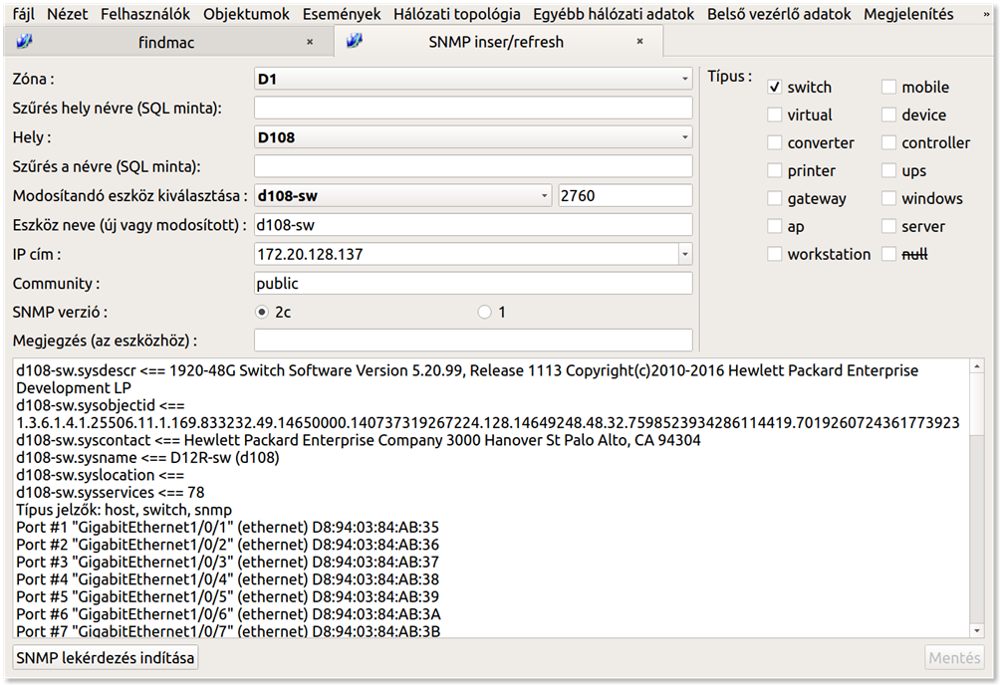 fájl Nézet Felhasználók Objektumok Események Hálózati topológia Egyébb hálózati adatok Belső vezérlő adatok Megjelenítés »
findmac × SNMP inser/refresh ×
Zóna : D1
Szűrés hely névre (SQL minta):
Hely : D108
Szűrés a névre (SQL minta):
Modosítandó eszköz kiválasztása : d108-sw 2760
Eszköz neve (új vagy modosított) : d108-sw
IP cím : 172.20.128.137
Community : public
SNMP verzió : 2c 1
Megjegzés (az eszközhöz) :
Típus :
switch mobile
virtual device
converter controller
printer ups
gateway windows
ap server
workstation null
d108-sw.sysdescr <== 1920-48G Switch Software Version 5.20.99, Release 1113 Copyright(c)2010-2016 Hewlett Packard Enterprise
Development LP
d108-sw.sysobjectid <==
1.3.6.1.4.1.25506.11.1.169.833232.49.14650000.140737319267224.128.14649248.48.32.7598523934286114419.7019260724361773923
d108-sw.syscontact <== Hewlett Packard Enterprise Company 3000 Hanover St Palo Alto, CA 94304
d108-sw.sysname <== D12R-sw (d108)
d108-sw.syslocation <==
d108-sw.sysservices <== 78
Típus jelzők: host, switch, snmp
Port #1 "GigabitEthernet1/0/1" (ethernet) D8:94:03:84:AB:35
Port #2 "GigabitEthernet1/0/2" (ethernet) D8:94:03:84:AB:36
Port #3 "GigabitEthernet1/0/3" (ethernet) D8:94:03:84:AB:37
Port #4 "GigabitEthernet1/0/4" (ethernet) D8:94:03:84:AB:38
Port #5 "GigabitEthernet1/0/5" (ethernet) D8:94:03:84:AB:39
Port #6 "GigabitEthernet1/0/6" (ethernet) D8:94:03:84:AB:3A
Port #7 "GigabitEthernet1/0/7" (ethernet) D8:94:03:84:AB:3B
SNMP lekérdezés indítása Mentés